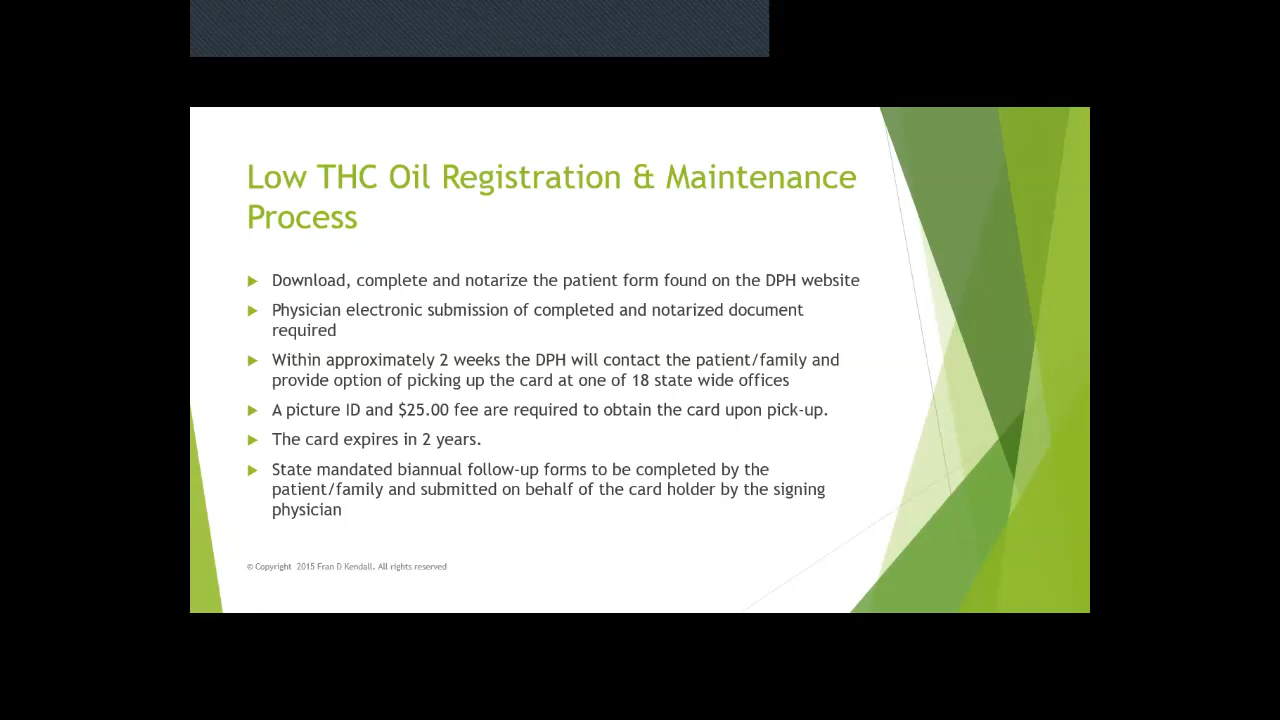 Low THC Oil Registration & Maintenance
Process
Download, complete and notarize the patient form found on the DPH website
Physician electronic submission of completed and notarized document
required
Within approximately 2 weeks the DPH will contact the patient/family and
provide option of picking up the card at one of 18 state wide offices
A picture ID and $25.00 fee are required to obtain the card upon pick-up.
The card expires in 2 years.
State mandated biannual follow-up forms to be completed by the
patient/family and submitted on behalf of the card holder by the signing
physician
© Copyright 2015 Fran D Kendall. All rights reserved